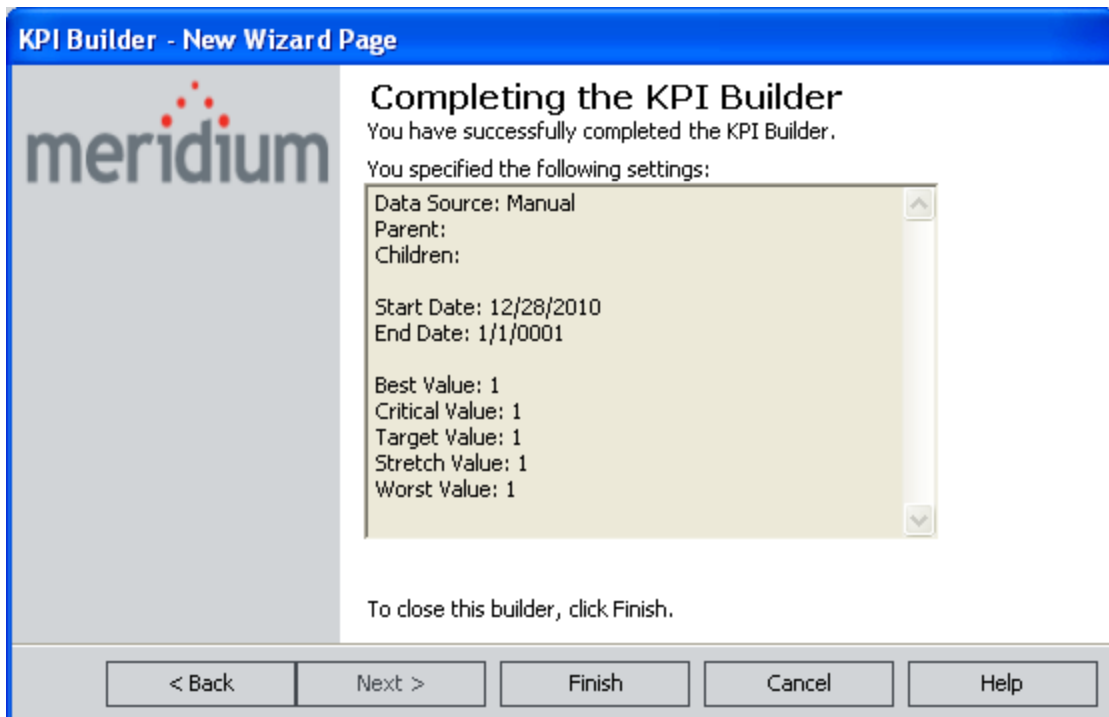 KPI Builder - New Wizard Page
meridium
Completing the KPI Builder
You have successfully completed the KPI Builder.
You specified the following settings:
Data Source: Manual
Parent:
Children:
Start Date: 12/28/2010
End Date: 1/1/0001
Best Value: 1
Critical Value: 1
Target Value: 1
Stretch Value: 1
Worst Value: 1
To close this builder, click Finish.
< Back Next > Finish Cancel Help